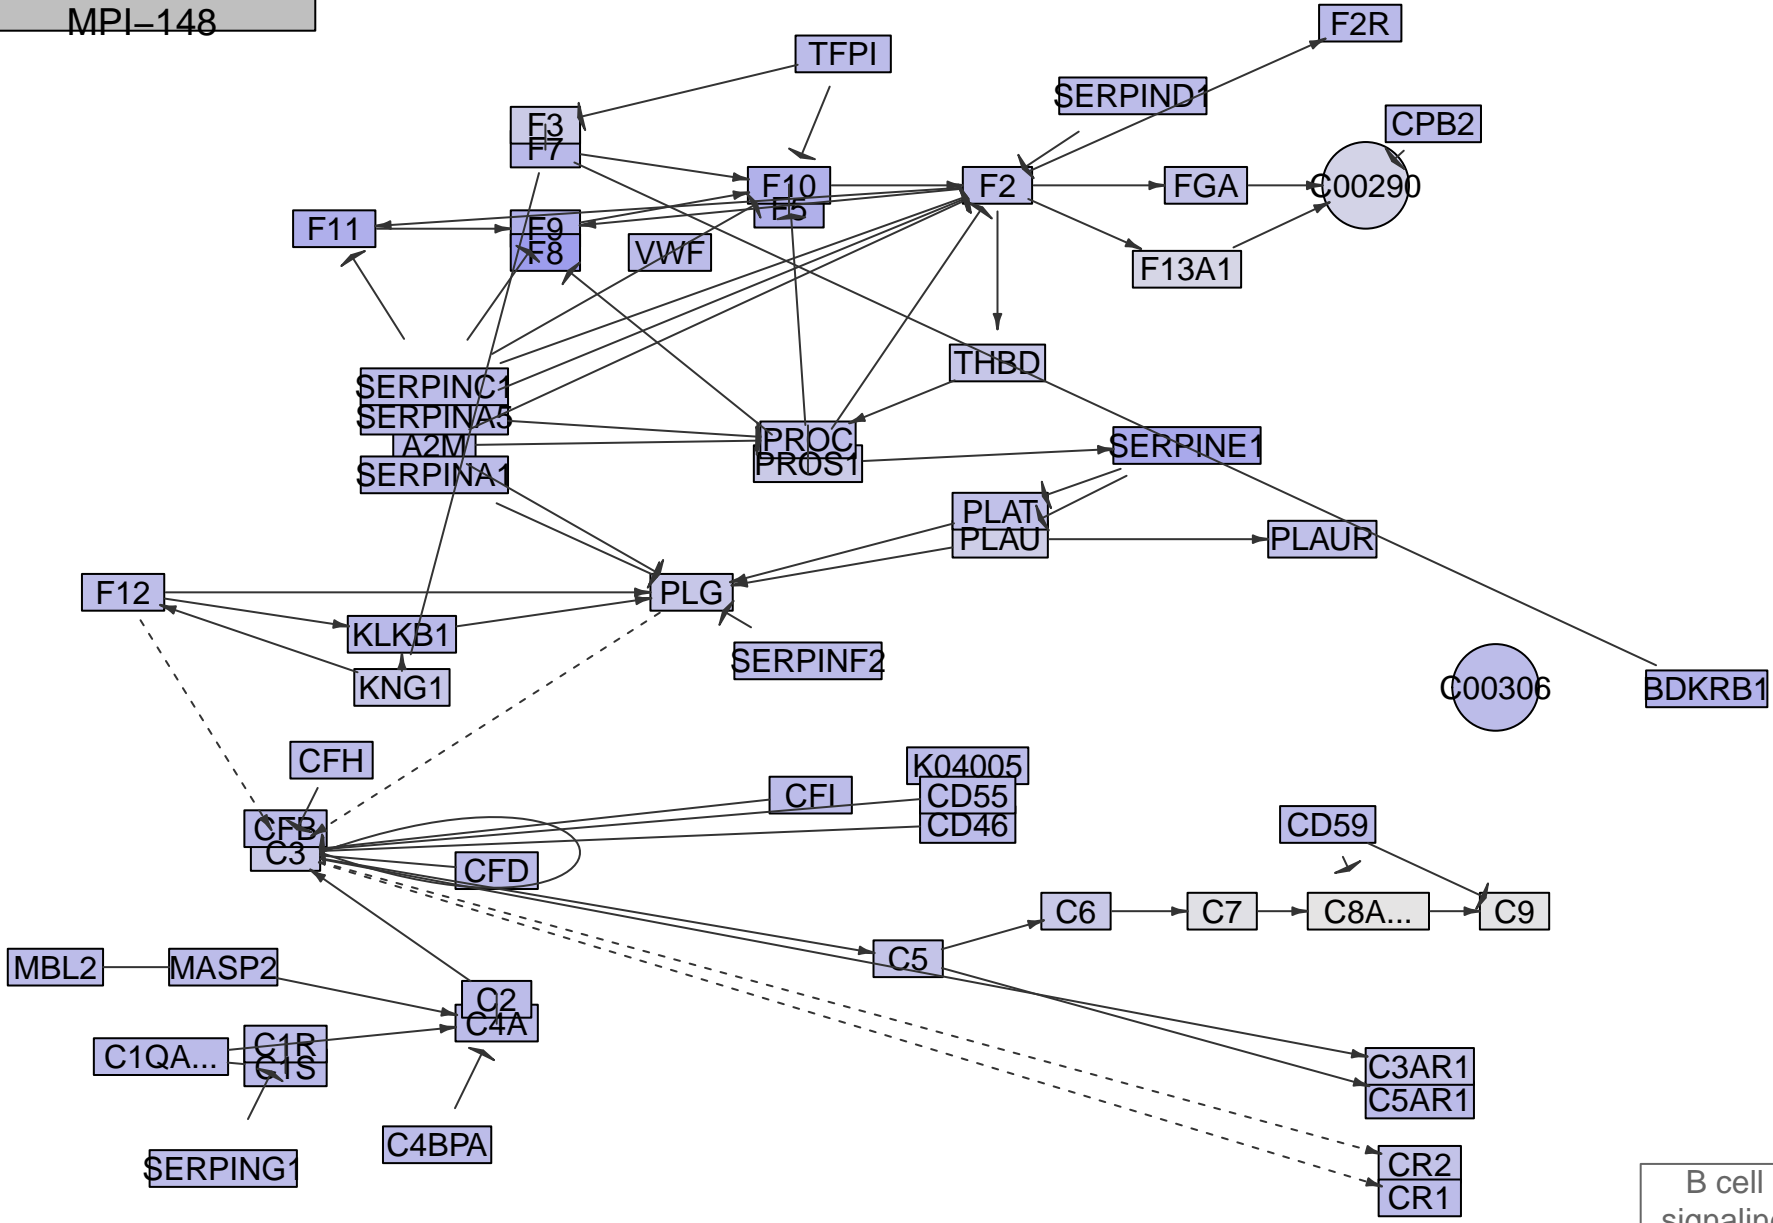 MPI−148
F2R
TFPI
SERPIND1
CPB2
F3
F7
F10
F5
F2
FGA
C00290
F11
F9
F8
VWF
F13A1
THBD
SERPINC1
SERPINA5
A2M
SERPINA1
PROC
PROS1
SERPINE1
PLAT
PLAU
PLAUR
F12
PLG
KLKB1
KNG1
SERPINF2
C00306
BDKRB1
CFH
K04005
CFI
CD55
CD46
CFB
C3
CFD
CD59
C6
C7
C8A...
C9
C5
MBL2
MASP2
C2
C4A
C1QA...
C1R
C1S
C3AR1
C5AR1
C4BPA
SERPING1
CR2
CR1
B cell
signaling